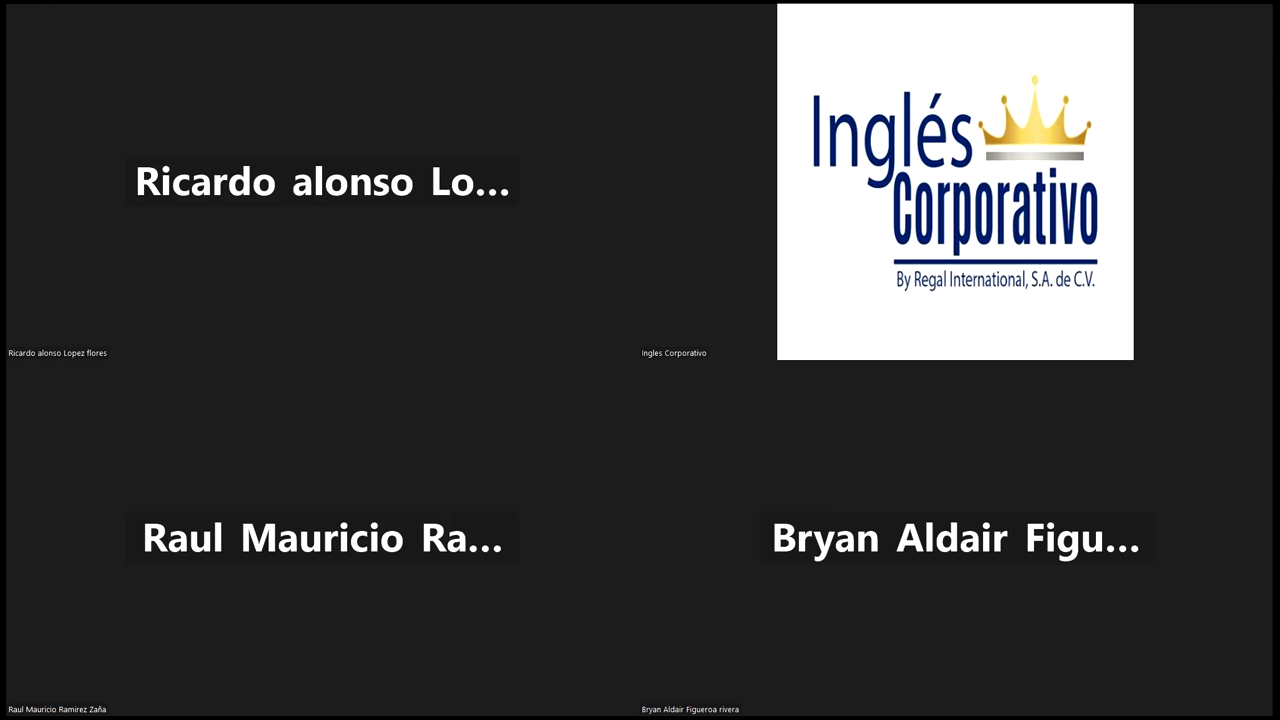 Ricardo alonso Lo...
Ricardo alonso Lopez flores
Inglés
Corporativo
By Regal International, S.A. de C.V.
Ingles Corporativo
Raul Mauricio Ra...
Raul Mauricio Ramirez Zaña
Bryan Aldair Figu...
Bryan Aldair Figueroa rivera